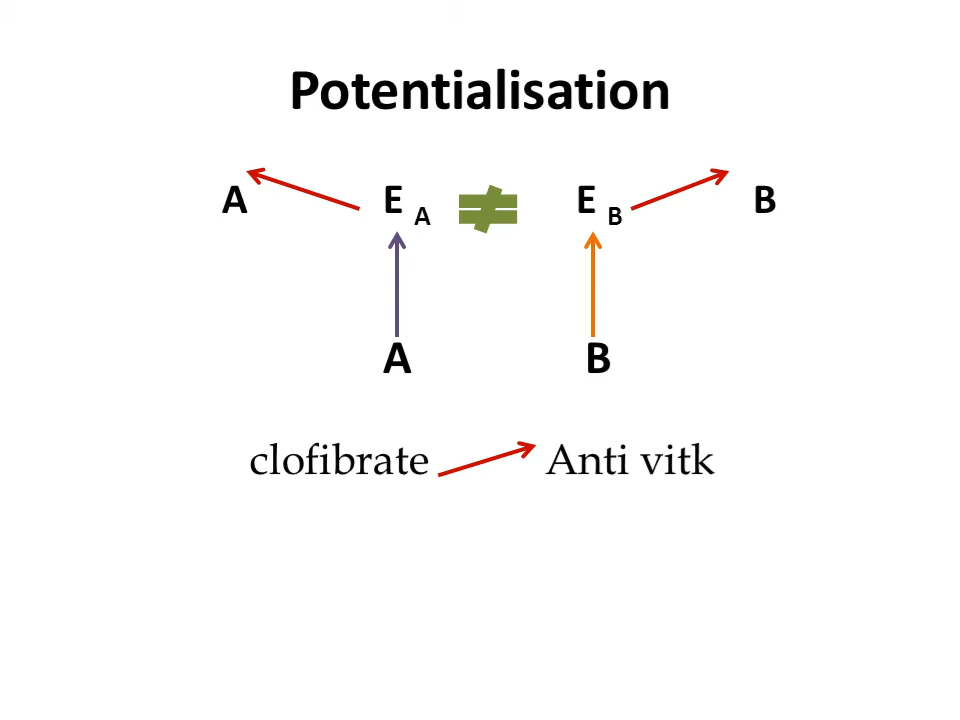 Potentialisation
A E A ≠ E B B
A B
clofibrate Anti vitk